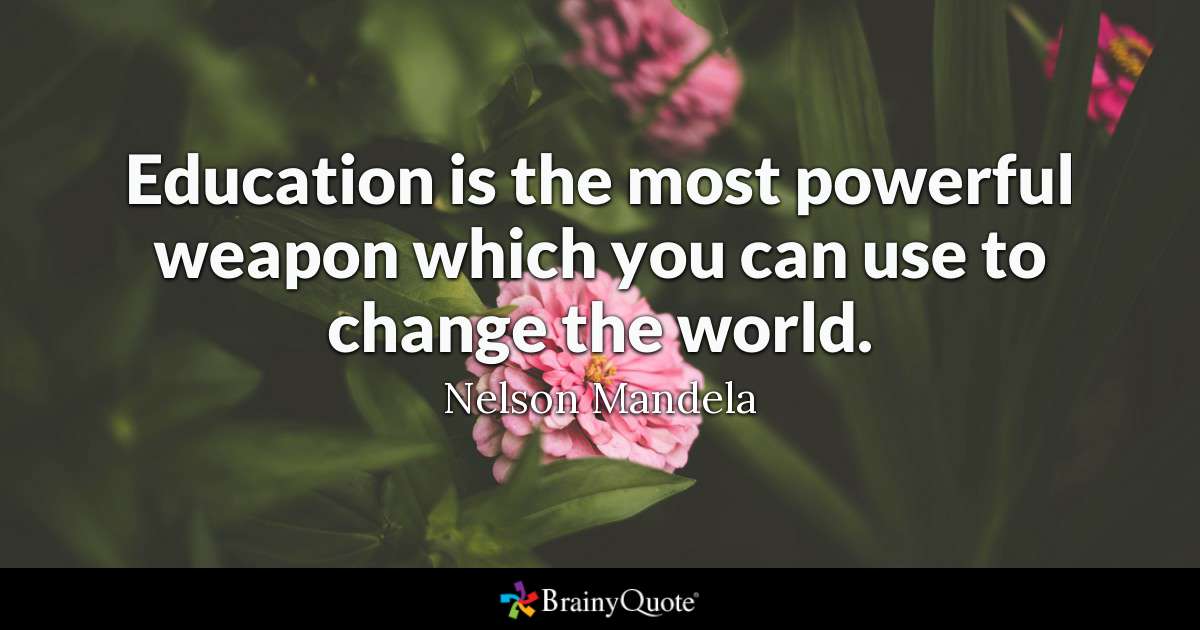 Education is the most powerful
weapon which you can use to
change the world.
Nelson Mandela
BrainyQuote®